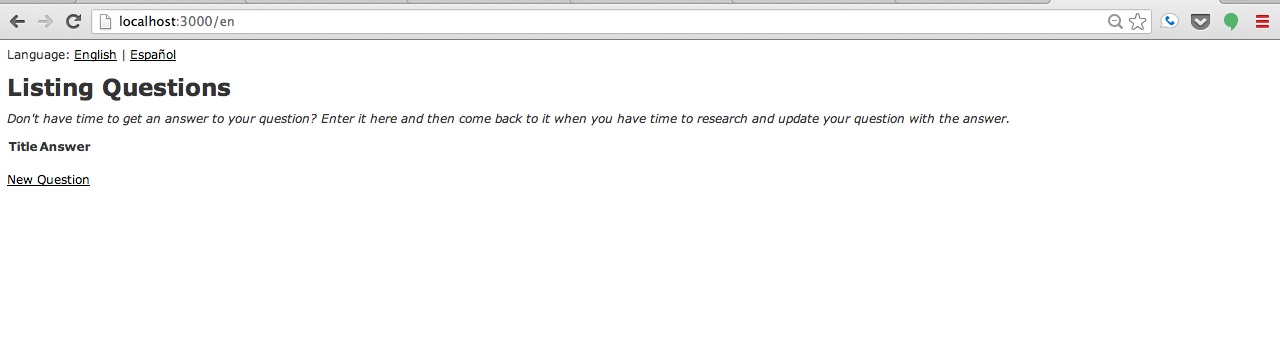 localhost:3000/en
Language: English | Español
Listing Questions
Don't have time to get an answer to your question? Enter it here and then come back to it when you have time to research and update your question with the answer.
Title Answer
New Question